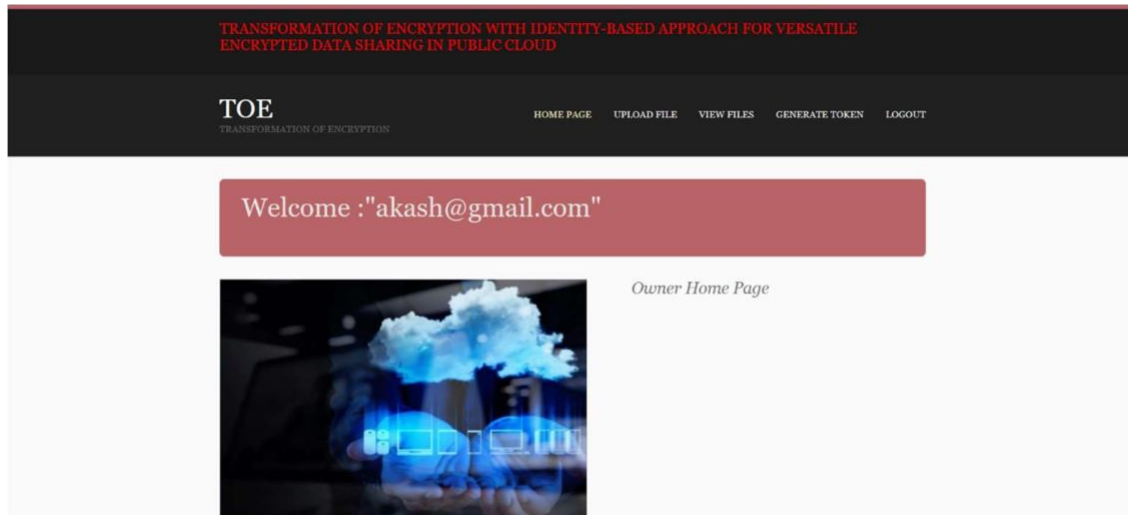 TRANSFORMATION OF ENCRYPTION WITH IDENTITY-BASED APPROACH FOR VERSATILE
ENCRYPTED DATA SHARING IN PUBLIC CLOUD
TOE
TRANSFORMATION OF ENCRYPTION
HOME PAGE UPLOAD FILE VIEW FILES GENERATE TOKEN LOGOUT
Welcome :"akash@gmail.com"
Owner Home Page